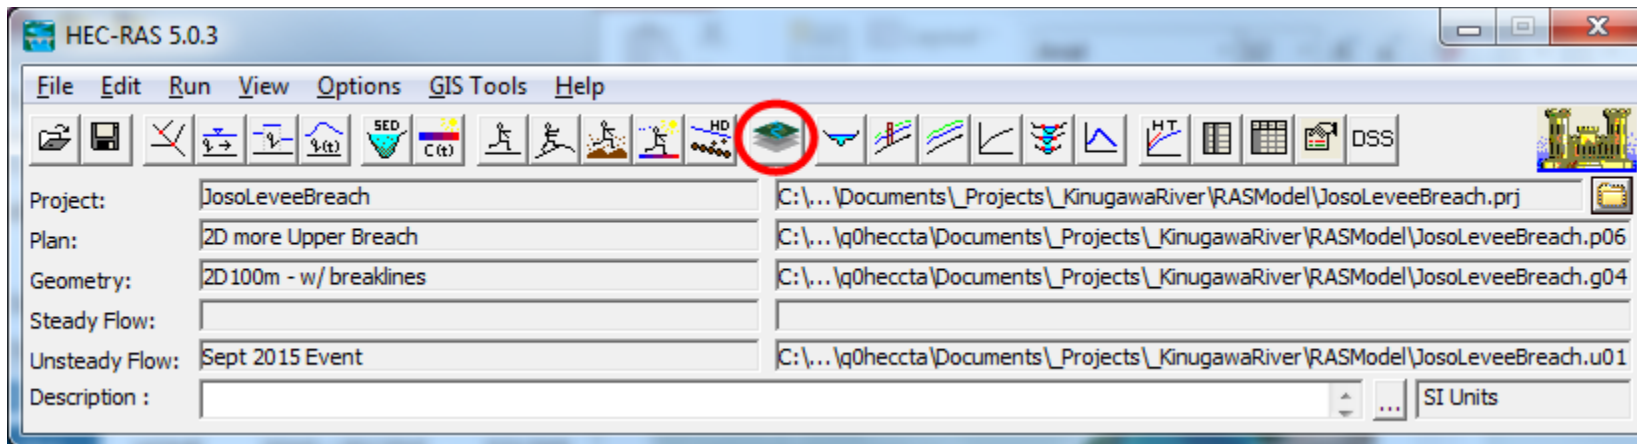 HEC-RAS 5.0.3
File Edit Run View Options GIS Tools Help
SED C(t) HD HT DSS
Project: JosoLeveeBreach C:\...\Documents\_Projects\_KinugawaRiver\RASModel\JosoLeveeBreach.prj
Plan: 2D more Upper Breach C:\...\q0heccta\Documents\_Projects\_KinugawaRiver\RASModel\JosoLeveeBreach.p06
Geometry: 2D100m - w/ breaklines C:\...\q0heccta\Documents\_Projects\_KinugawaRiver\RASModel\JosoLeveeBreach.g04
Steady Flow:
Unsteady Flow: Sept 2015 Event C:\...\q0heccta\Documents\_Projects\_KinugawaRiver\RASModel\JosoLeveeBreach.u01
Description : ... SI Units